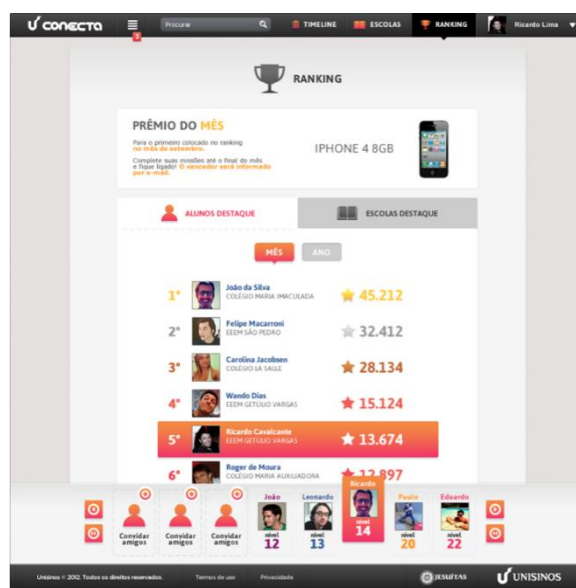 U CONECTA
5
Procurar
TIMELINE
ESCOLAS
RANKING
Ricardo Lima
RANKING
PRÊMIO DO MÊS
Para o primeiro colocado no ranking
no mês de setembro.
Complete suas missões até o final do mês
e fique ligado! O vencedor será informado
por e-mail.
IPHONE 4 8GB
ALUNOS DESTAQUE
ESCOLAS DESTAQUE
MÊS
ANO
1° João da Silva
COLÉGIO MARIA IMACULADA
45.212
2° Felipe Macarroni
EEEM SÃO PEDRO
32.412
3° Carolina Jacobsen
COLÉGIO LA SALLE
28.134
4° Wando Dias
EEEM GETÚLIO VARGAS
15.124
5° Ricardo Cavalcante
EEEM GETÚLIO VARGAS
13.674
6° Roger de Moura
COLÉGIO MARIA AUXILIADORA
12.897
Convidar
amigos
Convidar
amigos
Convidar
amigos
João
nível
12
Leonardo
nível
13
Ricardo
nível
14
Paulo
nível
20
Eduardo
nível
22
Unisinos © 2012. Todos os direitos reservados.
Termos de uso
Privacidade
JESUÍTAS
UNISINOS